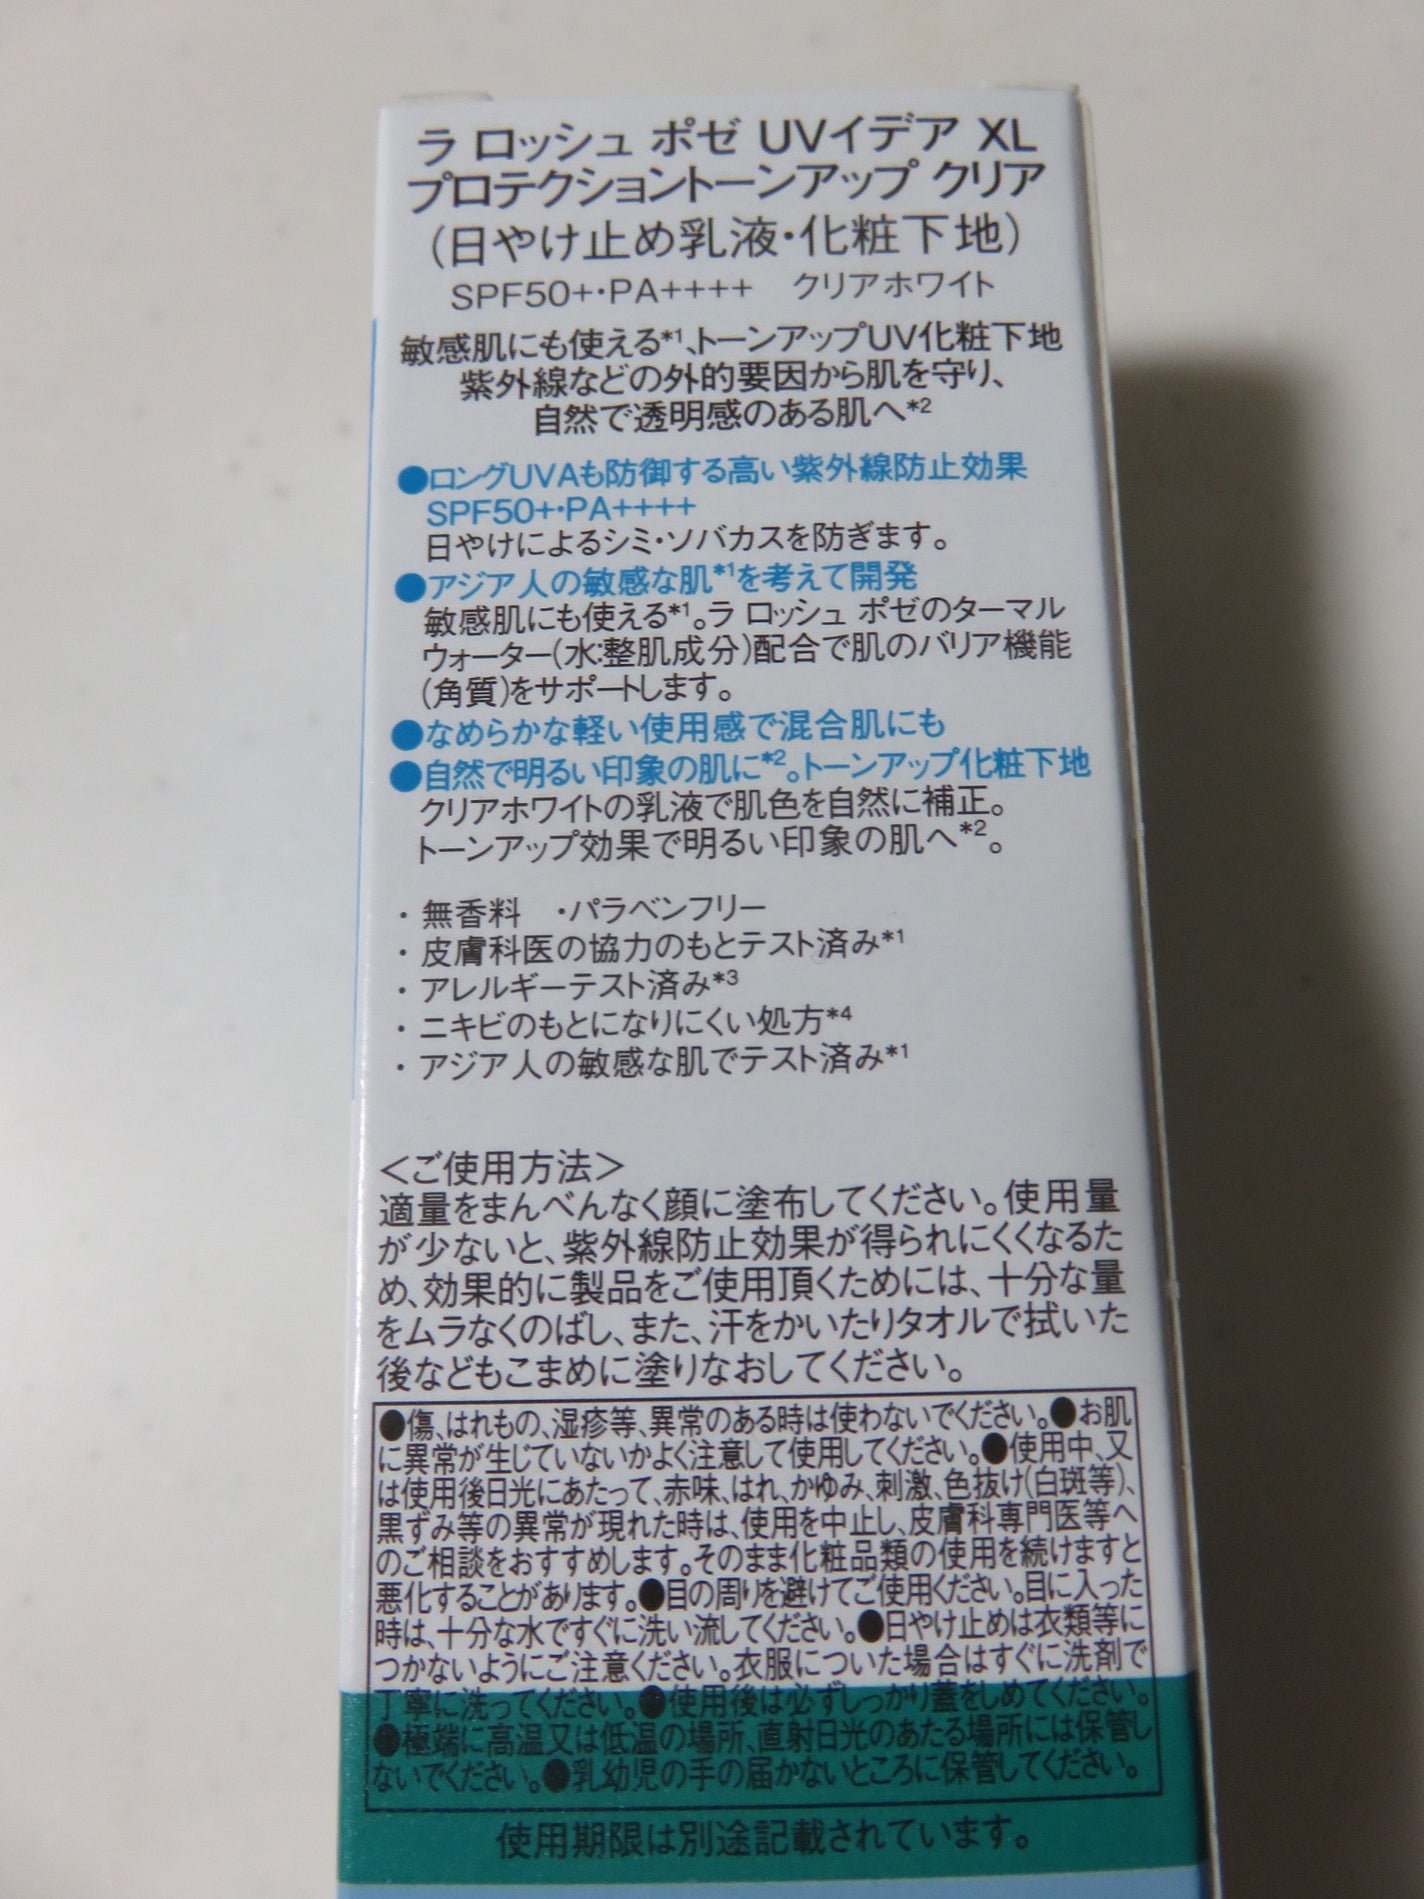 ラ ロッシュ ポゼ UVイデア XL
プロテクショントーンアップ クリア
(日やけ止め乳液・化粧下地)
SPF50+・PA++++ クリアホワイト
敏感肌にも使える*1、トーンアップUV化粧下地
紫外線などの外的要因から肌を守り、
自然で透明感のある肌へ*2
●ロングUVAも防御する高い紫外線防止効果
SPF50+・PA++++
日やけによるシミ・ソバカスを防ぎます。
●アジア人の敏感な肌*1を考えて開発
敏感肌にも使える*1。ラ ロッシュ ポゼのターマル
ウォーター(水:整肌成分)配合で肌のバリア機能
(角質)をサポートします。
●なめらかな軽い使用感で混合肌にも
●自然で明るい印象の肌に*2。トーンアップ化粧下地
クリアホワイトの乳液で肌色を自然に補正。
トーンアップ効果で明るい印象の肌へ*2。
・無香料 ・パラベンフリー
・皮膚科医の協力のもとテスト済み*1
・アレルギーテスト済み*3
・ニキビのもとになりにくい処方*4
・アジア人の敏感な肌でテスト済み*1
＜ご使用方法＞
適量をまんべんなく顔に塗布してください。使用量
が少ないと、紫外線防止効果が得られにくくなるた
め、効果的に製品をご使用頂くためには、十分な量
をムラなくのばし、また、汗をかいたりタオルで拭いた
後などもこまめに塗りなおしてください。
●傷、はれもの、湿疹等、異常のある時は使わないでください。●お肌
に異常が生じていないかよく注意して使用してください。●使用中、又
は使用後日光にあたって、赤味、はれ、かゆみ、刺激、色抜け(白斑等)、
黒ずみ等の異常が現れた時は、使用を中止し、皮膚科専門医等へ
のご相談をおすすめします。そのまま化粧品類の使用を続けますと
悪化することがあります。●目の周りを避けてご使用ください。目に入った
時は、十分な水ですぐに洗い流してください。●日やけ止めは衣類等に
つかないようにご注意ください。衣服についた場合はすぐに洗剤で
丁寧に洗ってください。●使用後は必ずしっかり蓋をしめてください。
●極端に高温又は低温の場所、直射日光のあたる場所には保管し
ないでください。●乳幼児の手の届かないところに保管してください。
使用期限は別途記載されています。